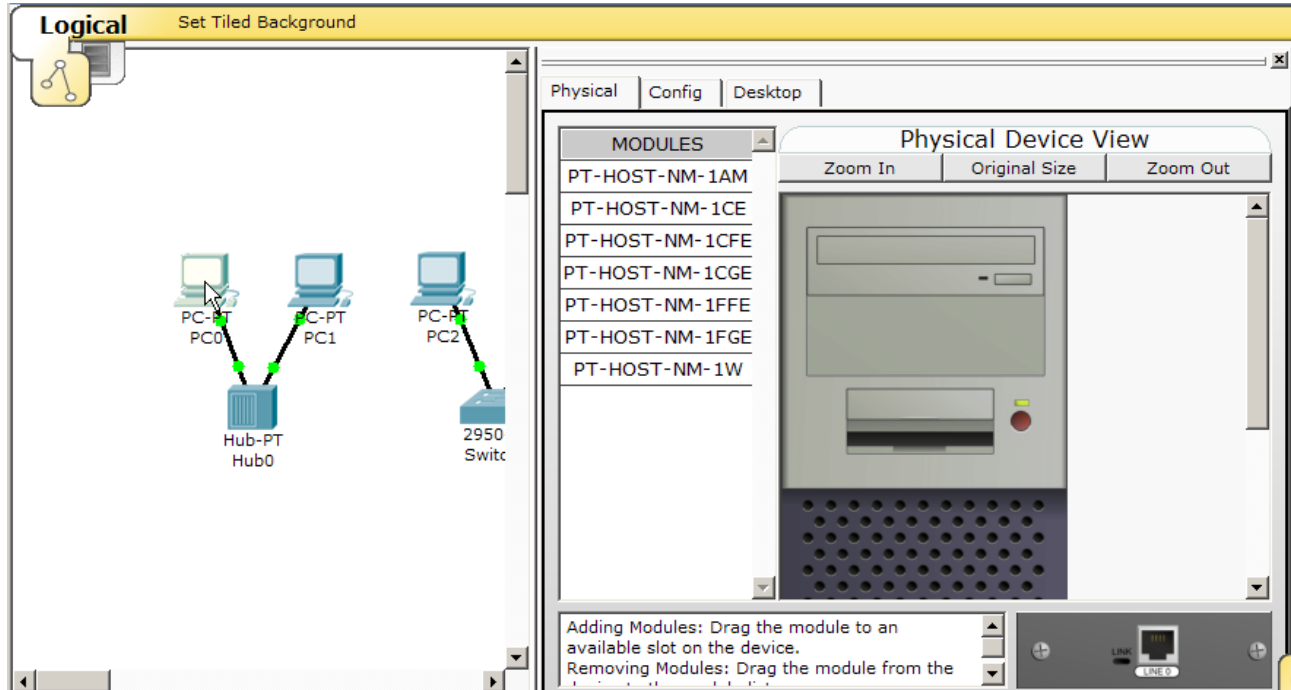 Logical
Set Tiled Background
PC-PT
PC0
PC-PT
PC1
PC-PT
PC2
Hub-PT
Hub0
2950
Switc
Physical
Config
Desktop
MODULES
PT-HOST-NM-1AM
PT-HOST-NM-1CE
PT-HOST-NM-1CFE
PT-HOST-NM-1CGE
PT-HOST-NM-1FFE
PT-HOST-NM-1FGE
PT-HOST-NM-1W
Physical Device View
Zoom In
Original Size
Zoom Out
Adding Modules: Drag the module to an
available slot on the device.
Removing Modules: Drag the module from the
LINK
LINE 0